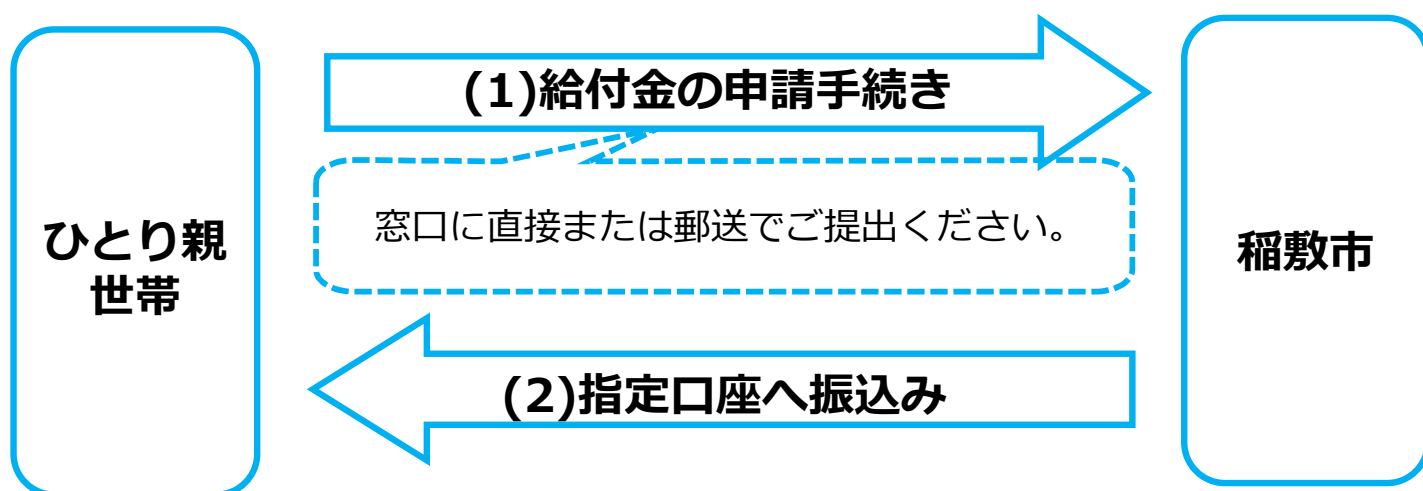 ひとり親
世帯
(1)給付金の申請手続き
窓口に直接または郵送でご提出ください。
(2)指定口座へ振込み
稲敷市